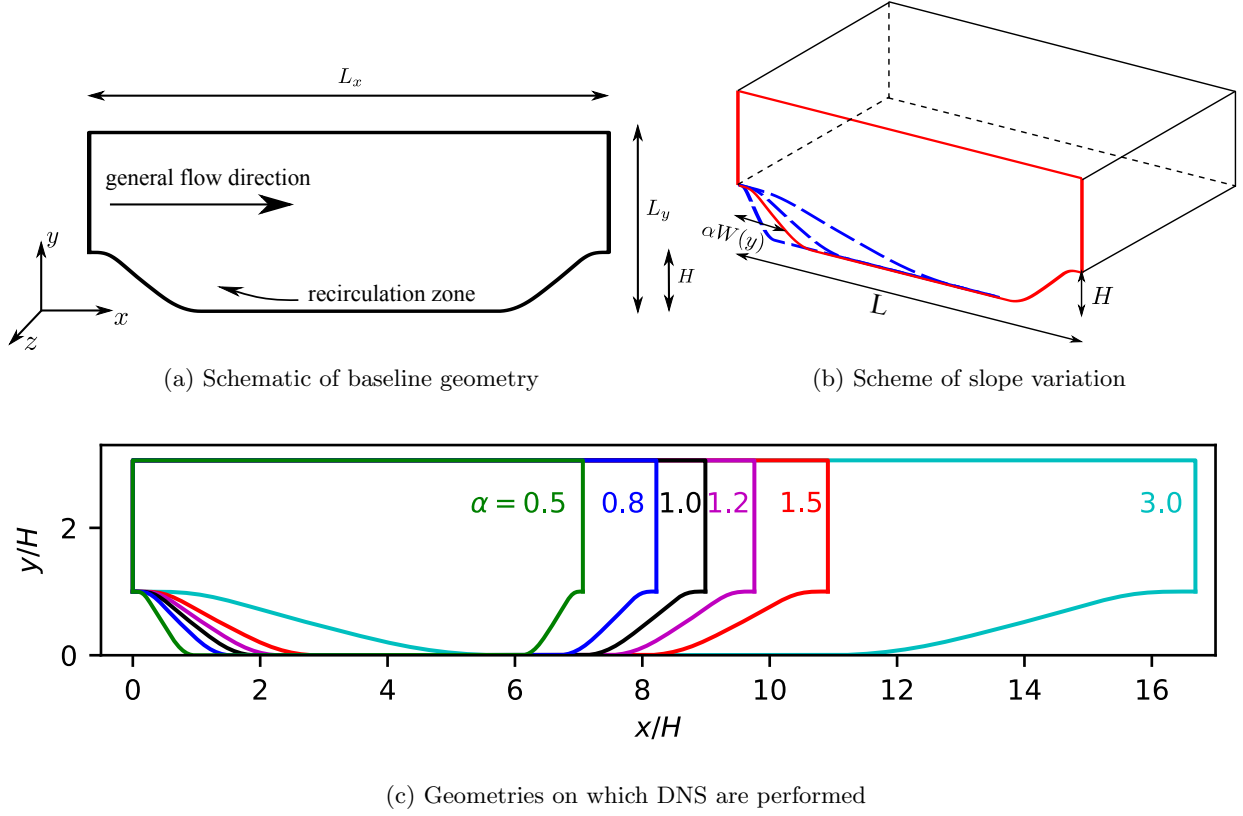 L_x
general flow direction
L_y
H
y
x
z
recirculation zone
(a) Schematic of baseline geometry
αW(y)
L
H
(b) Scheme of slope variation
α = 0.5 0.8 1.0 1.2 1.5 3.0
y/H
2
0
0 2 4 6 8 10 12 14 16
x/H
(c) Geometries on which DNS are performed